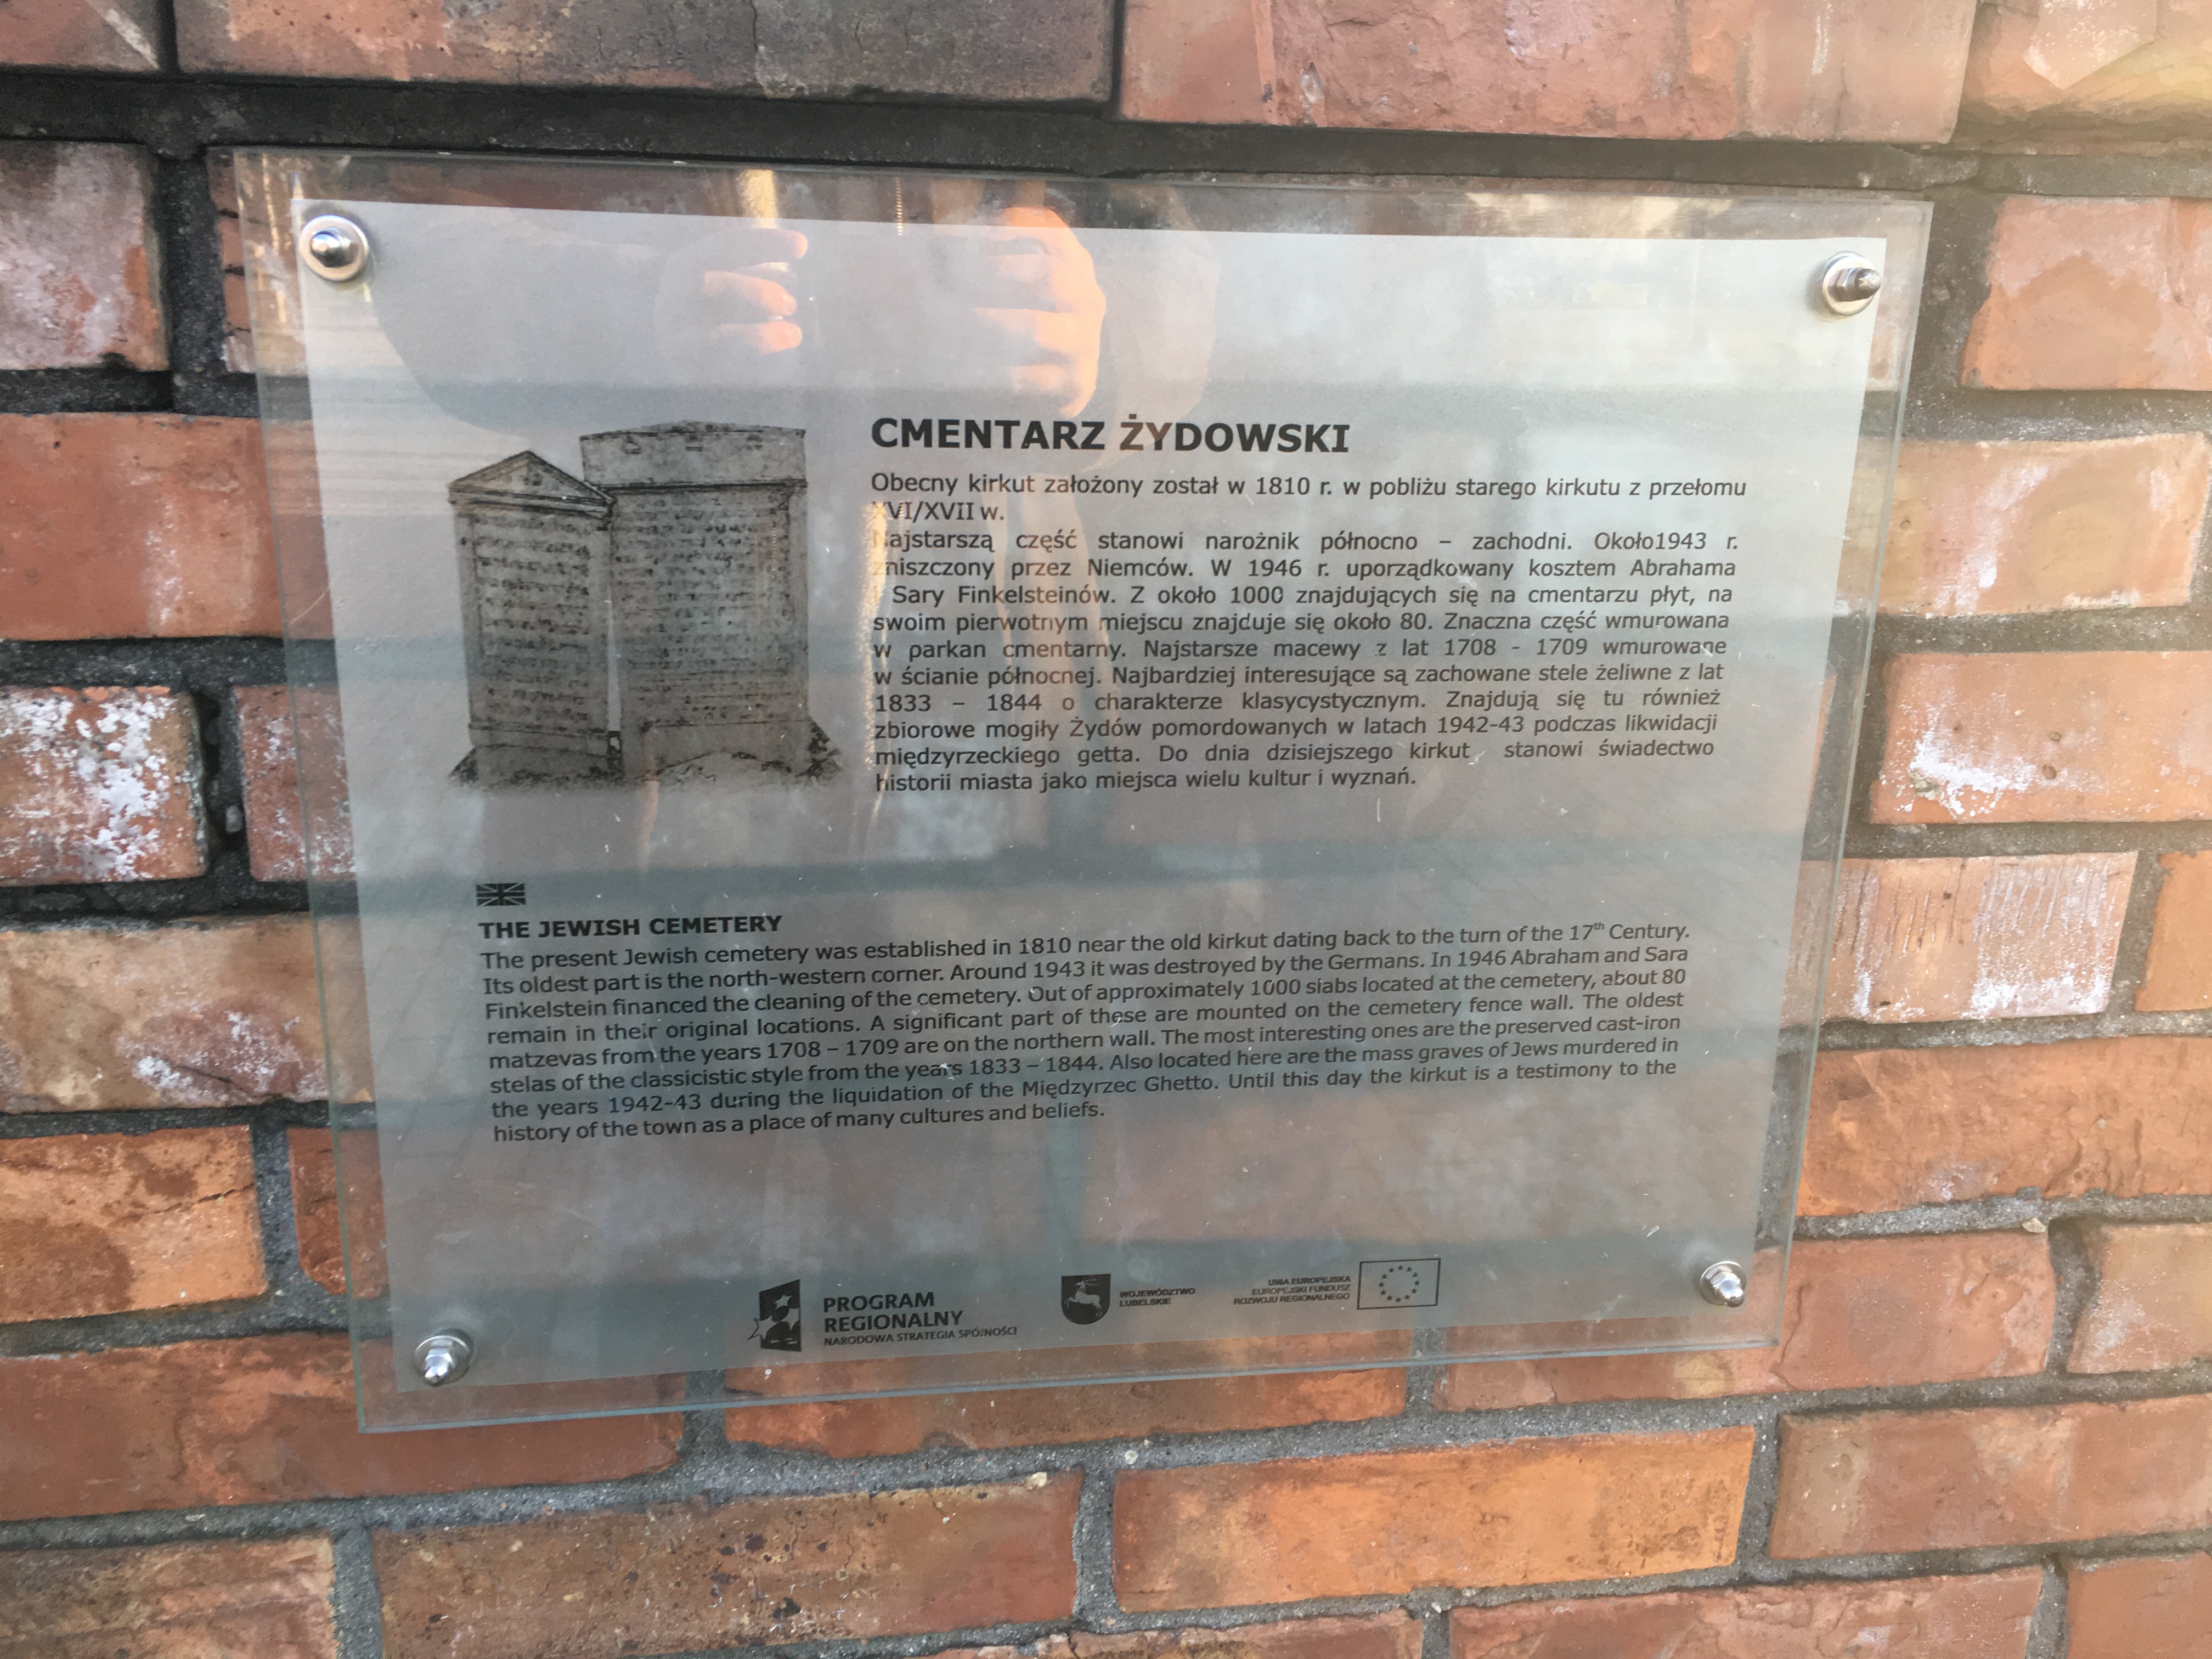 CMENTARZ ŻYDOWSKI
Obecny kirkut założony został w 1810 r. w pobliżu starego kirkutu z przełomu
XVI/XVII w.
Najstarszą część stanowi narożnik północno – zachodni. Około1943 r.
zniszczony przez Niemców. W 1946 r. uporządkowany kosztem Abrahama
i Sary Finkelsteinów. Z około 1000 znajdujących się na cmentarzu płyt, na
swoim pierwotnym miejscu znajduje się około 80. Znaczna część wmurowana
w parkan cmentarny. Najstarsze macewy z lat 1708 - 1709 wmurowane
w ścianie północnej. Najbardziej interesujące są zachowane stele żeliwne z lat
1833 – 1844 o charakterze klasycystycznym. Znajdują się tu również
zbiorowe mogiły Żydów pomordowanych w latach 1942-43 podczas likwidacji
międzyrzeckiego getta. Do dnia dzisiejszego kirkut stanowi świadectwo
historii miasta jako miejsca wielu kultur i wyznań.
THE JEWISH CEMETERY
The present Jewish cemetery was established in 1810 near the old kirkut dating back to the turn of the 17th Century.
Its oldest part is the north-western corner. Around 1943 it was destroyed by the Germans. In 1946 Abraham and Sara
Finkelstein financed the cleaning of the cemetery. Out of approximately 1000 slabs located at the cemetery, about 80
remain in their original locations. A significant part of these are mounted on the cemetery fence wall. The oldest
matzevas from the years 1708 – 1709 are on the northern wall. The most interesting ones are the preserved cast-iron
stelas of the classicistic style from the years 1833 – 1844. Also located here are the mass graves of Jews murdered in
the years 1942-43 during the liquidation of the Międzyrzec Ghetto. Until this day the kirkut is a testimony to the
history of the town as a place of many cultures and beliefs.
PROGRAM
REGIONALNY
NARODOWA STRATEGIA SPÓJNOŚCI
WOJEWÓDZTWO
LUBELSKIE
UNIA EUROPEJSKA
EUROPEJSKI FUNDUSZ
ROZWOJU REGIONALNEGO